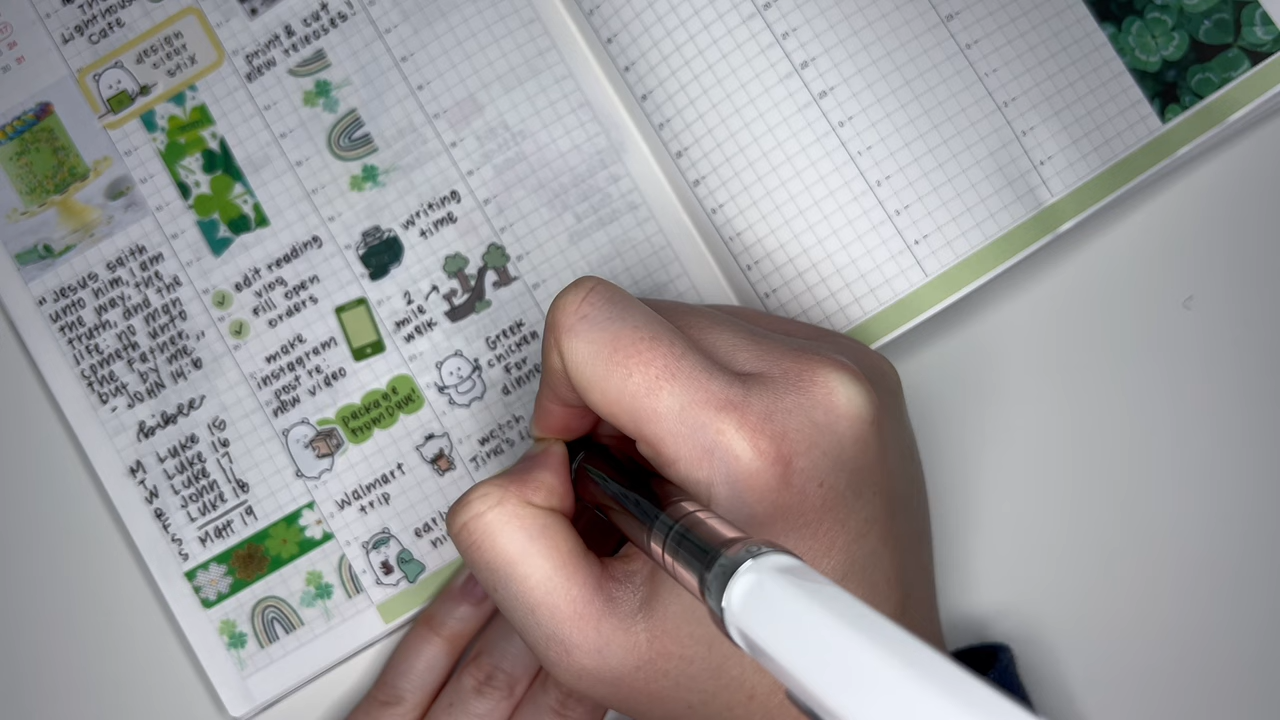 Lighthouse
Cafe
design
clear
stix
"Jesus saith
unto him, I am
the way, the
truth, and the
life: no man
cometh unto
the Father,
but by me."
- JOHN 14:6
M Luke 15
T Luke 16
W Luke 17
R John 11
F Luke 18
S
S Matt 19
print & cut
new releases!
edit reading
vlog
fill open
orders
make
instagram
post re:
new video
package
from Dave!
Walmart
trip
writing
time
2
mile
walk
Greek
chicken
for
watch